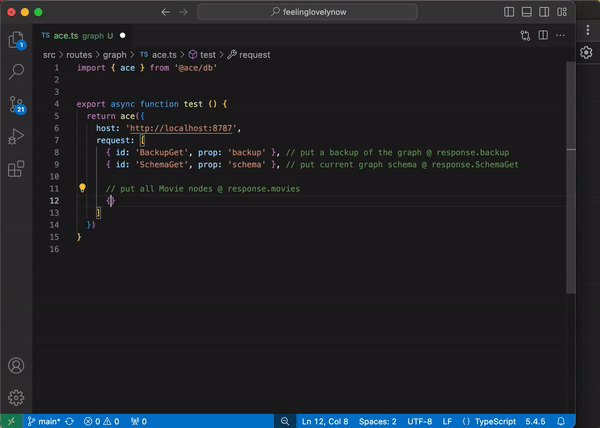 feelinglovelynow
TS ace.ts graph U
src > routes > graph > TS ace.ts > test > request
1 import { ace } from '@ace/db'
2
3
4 export async function test () {
5 return ace({
6 host: 'http://localhost:8787',
7 request: [
8 { id: 'BackupGet', prop: 'backup' }, // put a backup of the graph @ response.backup
9 { id: 'SchemaGet', prop: 'schema' }, // put current graph schema @ response.SchemaGet
10
11 // put all Movie nodes @ response.movies
12 {}
13 ]
14 })
15 }
16
1
21
main* 0 0 0 Ln 12, Col 8 Spaces: 2 UTF-8 LF {} TypeScript 5.4.5